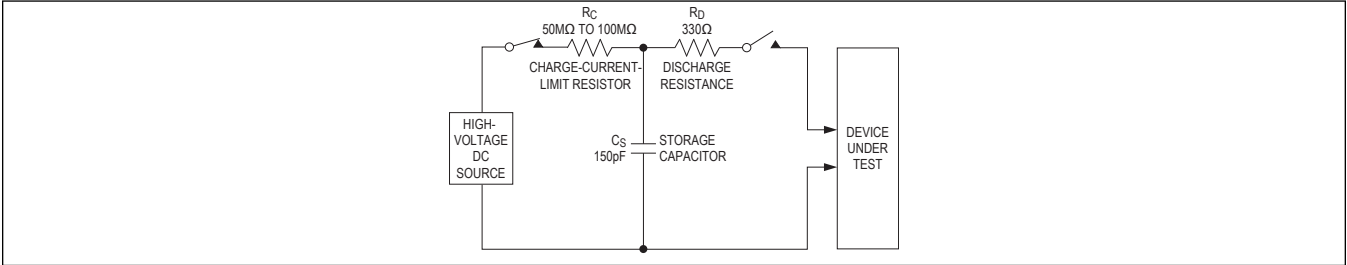 RC
50MΩ TO 100MΩ
CHARGE-CURRENT-
LIMIT RESISTOR
RD
330Ω
DISCHARGE
RESISTANCE
HIGH-
VOLTAGE
DC
SOURCE
CS
150pF
STORAGE
CAPACITOR
DEVICE
UNDER
TEST